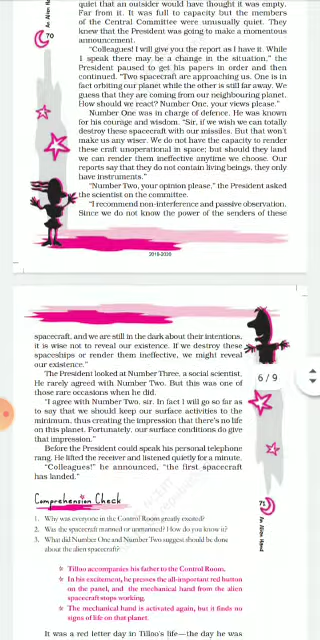 quiet that an outsider would have thought it was empty.
Far from it. It was full to capacity but the members
of the Central Committee were unusually quiet. They
knew that the President was going to make a momentous
announcement.
An Alien Ha
70
"Colleagues! I will give you the report as I have it. While
I speak there may be a change in the situation," the
President paused to get his papers in order and then
continued. "Two spacecraft are approaching us. One is in
fact orbiting our planet while the other is still far away. We
guess that they are coming from our neighbouring planet.
How should we react? Number One, your views please."
Number One was in charge of defence. He was known
for his courage and wisdom. "Sir, if we wish we can totally
destroy these spacecraft with our missiles. But that won't
make us any wiser. We do not have the capacity to render
these craft unoperational in space; but should they land
we can render them ineffective anytime we choose. Our
reports say that they do not contain living beings, they only
have instruments."
"Number Two, your opinion please," the President asked
the scientist on the committee.
"I recommend non-interference and passive observation.
Since we do not know the power of the senders of these
2019-2020
spacecraft, and we are still in the dark about their intentions,
it is wise not to reveal our existence. If we destroy these
spaceships or render them ineffective, we might reveal
our existence."
The President looked at Number Three, a social scientist.
He rarely agreed with Number Two. But this was one of
those rare occasions when he did.
6 / 9
"I agree with Number Two, sir. In fact I will go so far as
to say that we should keep our surface activities to the
minimum, thus creating the impression that there's no life
on this planet. Fortunately, our surface conditions do give
that impression."
Before the President could speak his personal telephone
rang. He lifted the receiver and listened quietly for a minute.
"Colleagues!" he announced, "the first spacecraft
has landed."
Comprehension Check
71
An Alien Hand
1. Why was everyone in the Control Room greatly excited?
2. Was the spacecraft manned or unmanned? How do you know it?
3. What did Number One and Number Two suggest should be done
about the alien spacecraft?
★ Tilloo accompanies his father to the Control Room.
★ In his excitement, he presses the all-important red button
on the panel, and the mechanical hand from the alien
spacecraft stops working.
★ The mechanical hand is activated again, but it finds no
signs of life on that planet.
It was a red letter day in Tilloo's life—the day he was